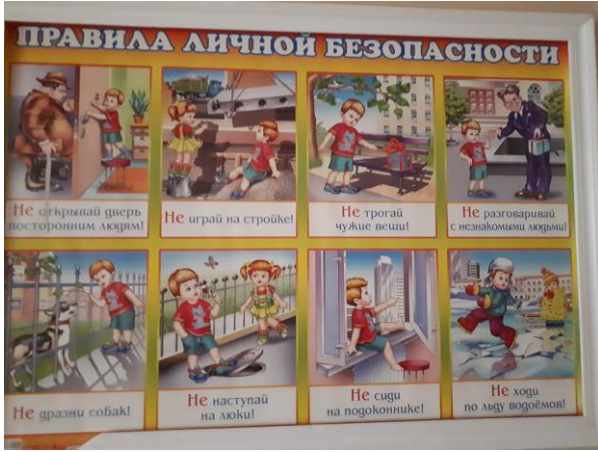 ПРАВИЛА ЛИЧНОЙ БЕЗОПАСНОСТИ
Не открывай дверь
посторонним людям!
Не играй на стройке!
Не трогай
чужие вещи!
Не разговаривай
с незнакомыми людьми!
Не дразни собак!
Не наступай
на люки!
Не сиди
на подоконнике!
Не ходи
по льду водоёмов!